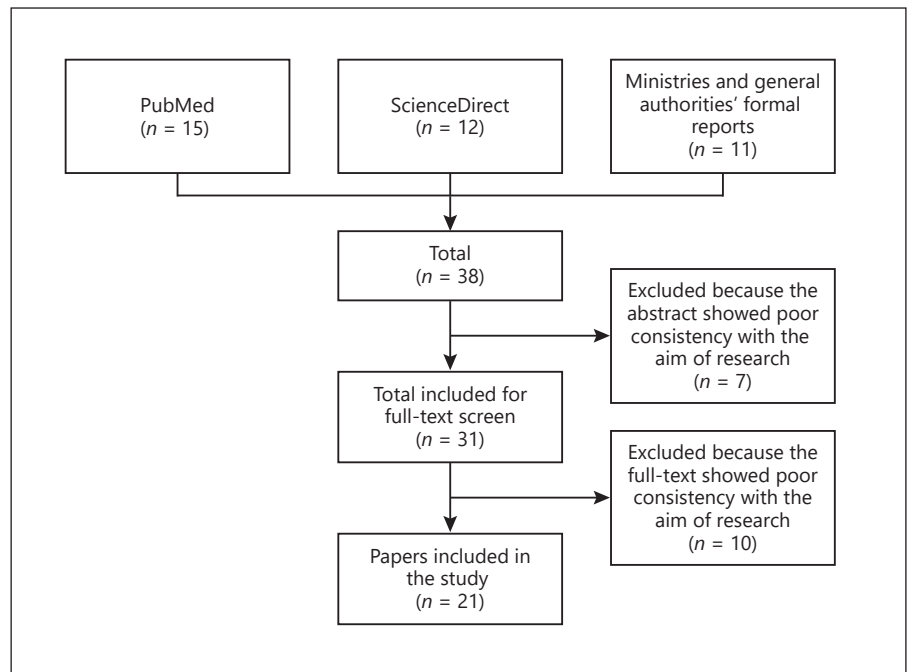 PubMed
(n = 15)
ScienceDirect
(n = 12)
Ministries and general
authorities’ formal
reports
(n = 11)
Total
(n = 38)
Excluded because the
abstract showed poor
consistency with the
aim of research
(n = 7)
Total included for
full-text screen
(n = 31)
Excluded because the
full-text showed poor
consistency with the
aim of research
(n = 10)
Papers included in
the study
(n = 21)